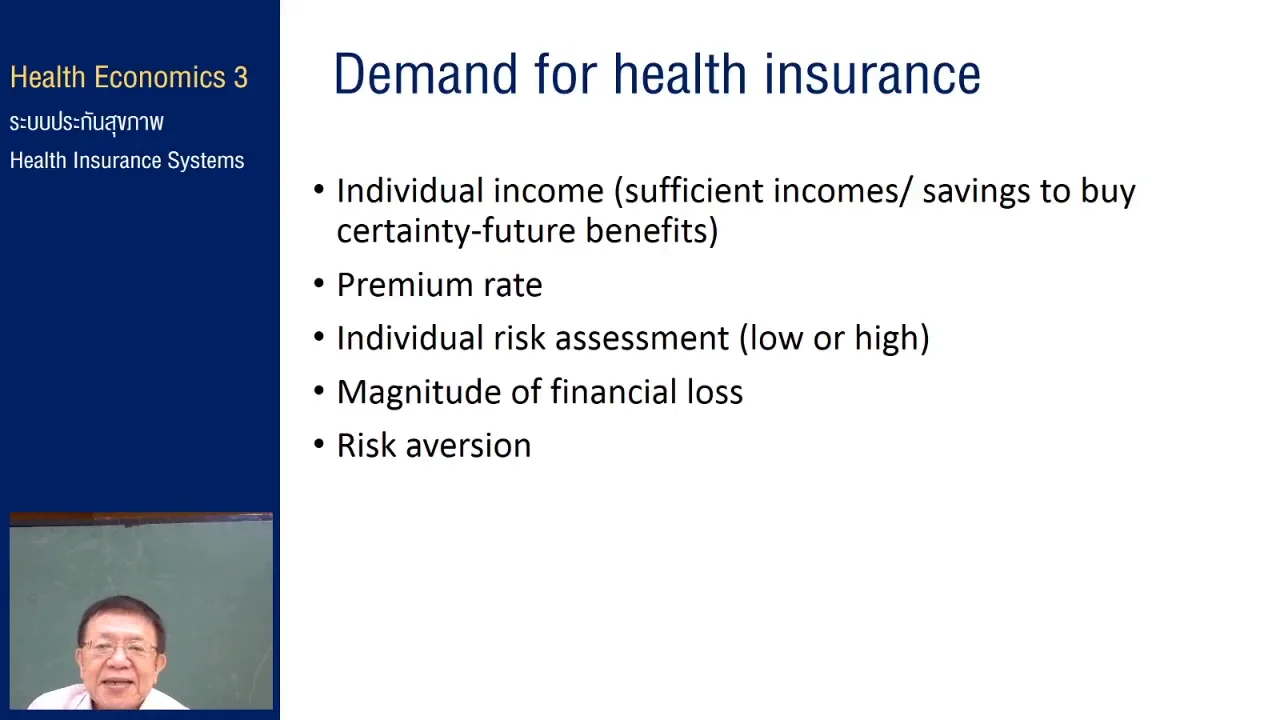 Health Economics 3
ระบบประกันสุขภาพ
Health Insurance Systems
Demand for health insurance
• Individual income (sufficient incomes/ savings to buy
certainty-future benefits)
• Premium rate
• Individual risk assessment (low or high)
• Magnitude of financial loss
• Risk aversion